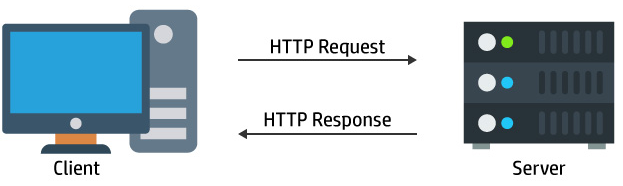 HTTP Request
HTTP Response
Client
Server